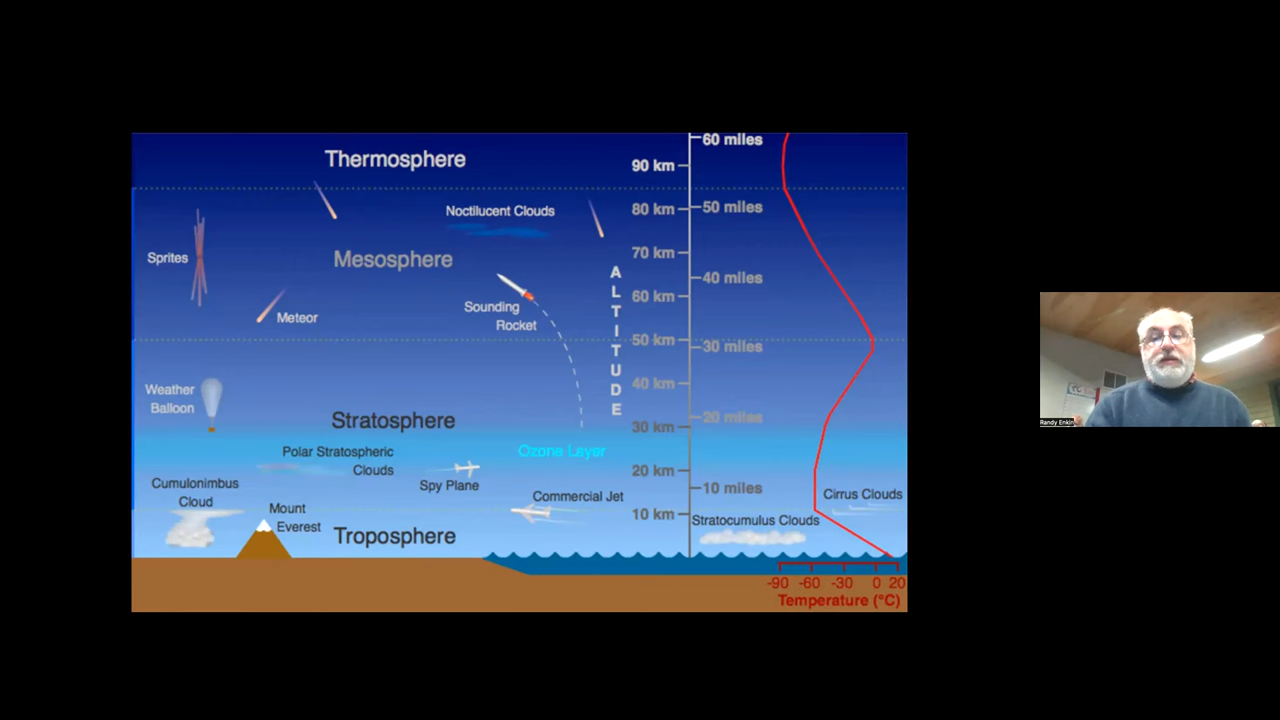 60 miles
Thermosphere
90 km
Noctilucent Clouds
80 km
50 miles
Sprites
Mesosphere
70 km
40 miles
60 km
Sounding
Rocket
Meteor
ALTITUDE
50 km
30 miles
Weather
Balloon
40 km
Stratosphere
20 miles
30 km
Polar Stratospheric
Clouds
Ozone Layer
20 km
Spy Plane
10 miles
Cumulonimbus
Cloud
Commercial Jet
Cirrus Clouds
Mount
Everest
10 km
Stratocumulus Clouds
Troposphere
-90 -60 -30 0 20
Temperature (°C)
Randy Enkin